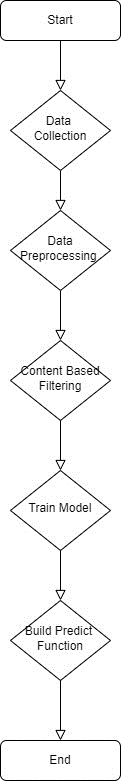 Start
Data
Collection
Data
Preprocessing
Content Based
Filtering
Train Model
Build Predict
Function
End